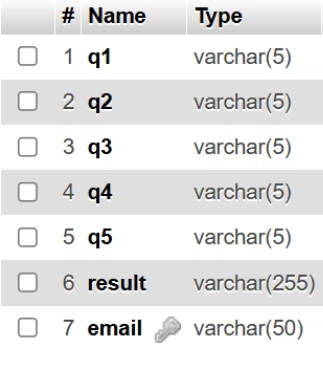 # Name Type
1 q1 varchar(5)
2 q2 varchar(5)
3 q3 varchar(5)
4 q4 varchar(5)
5 q5 varchar(5)
6 result varchar(255)
7 email varchar(50)